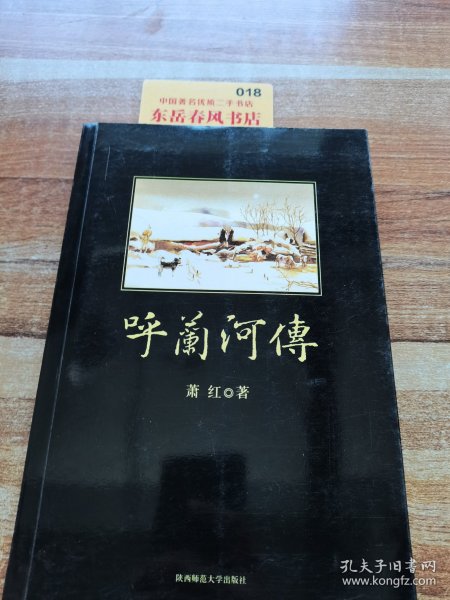 018
中国著名优质二手书店
东岳春风书店
呼蘭河傳
萧 红◎著
陕西师范大学出版社
孔夫子旧书网
www.kongfz.com